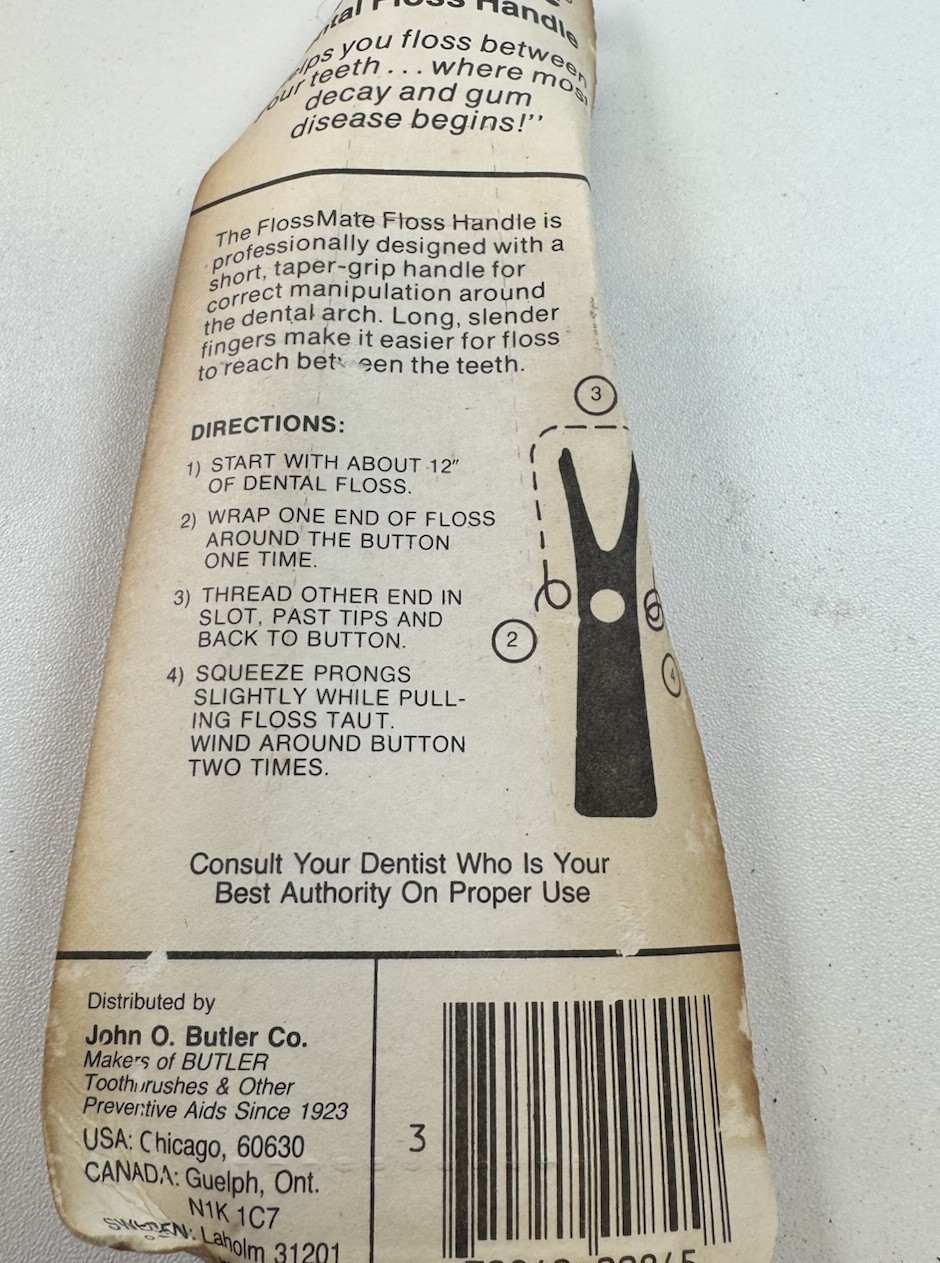 Floss Handle
you floss between
teeth . . . where
decay and gum
disease begins!”
The FlossMate Floss Handle is
professionally designed with a
short, taper-grip handle for
correct manipulation around
the dental arch. Long, slender
fingers make it easier for floss
to reach between the teeth.
DIRECTIONS:
1) START WITH ABOUT 12″
OF DENTAL FLOSS.
2) WRAP ONE END OF FLOSS
AROUND THE BUTTON
ONE TIME.
3) THREAD OTHER END IN
SLOT, PAST TIPS AND
BACK TO BUTTON.
4) SQUEEZE PRONGS
SLIGHTLY WHILE PULL-
ING FLOSS TAUT.
WIND AROUND BUTTON
TWO TIMES.
3
2
4
Consult Your Dentist Who Is Your
Best Authority On Proper Use
Distributed by
John O. Butler Co.
Makers of BUTLER
Toothbrushes & Other
Preventive Aids Since 1923
USA: Chicago, 60630
CANADA: Guelph, Ont.
N1K 1C7
SWEDEN: Laholm 31201
3